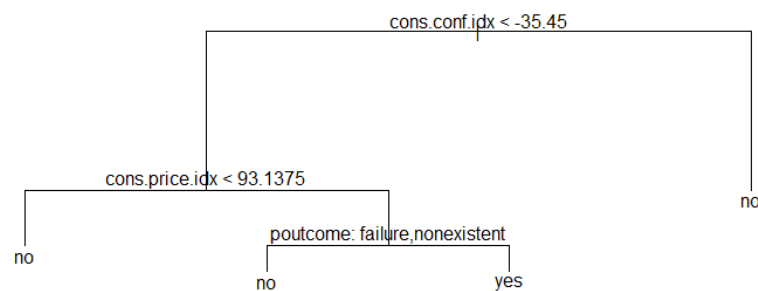 cons.conf.idx < -35.45
cons.price.idx < 93.1375
no
poutcome: failure,nonexistent
no
no
yes